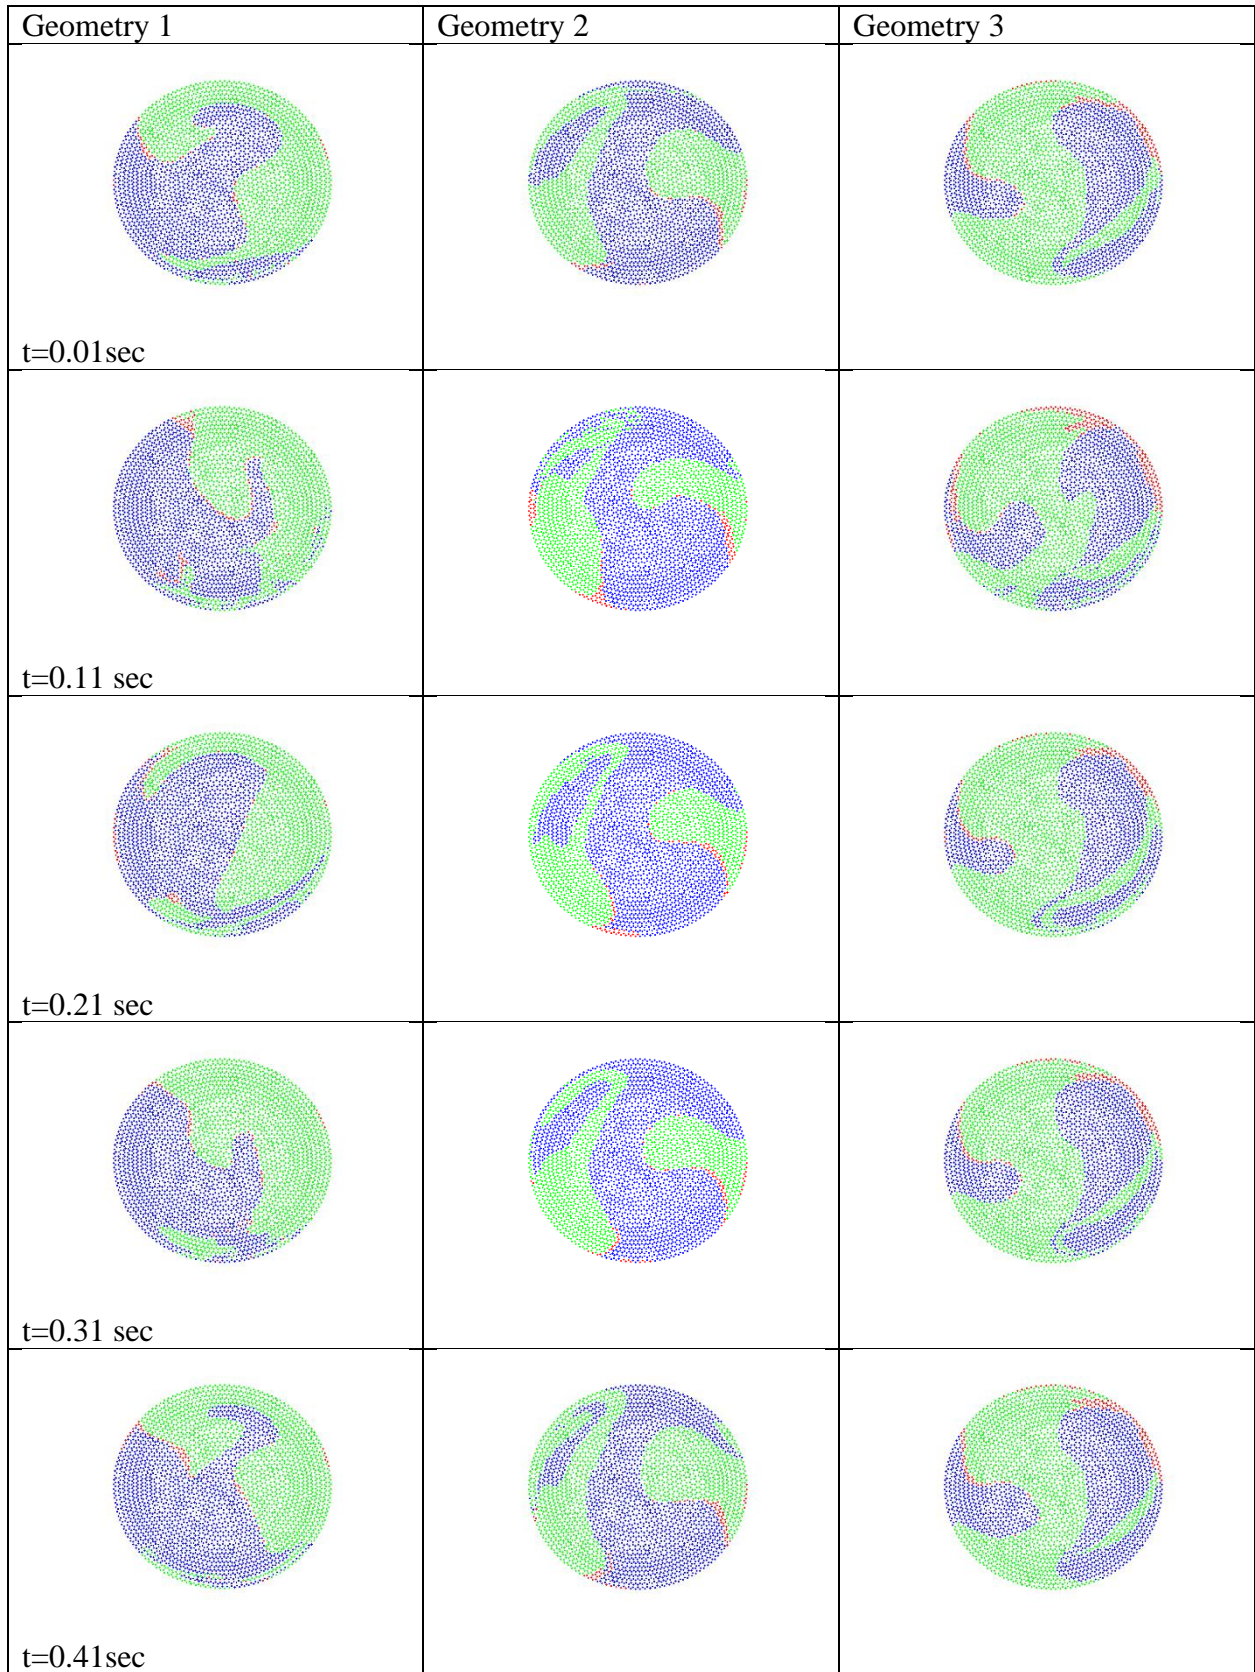 Geometry 1
Geometry 2
Geometry 3
t=0.01sec
t=0.11 sec
t=0.21 sec
t=0.31 sec
t=0.41sec